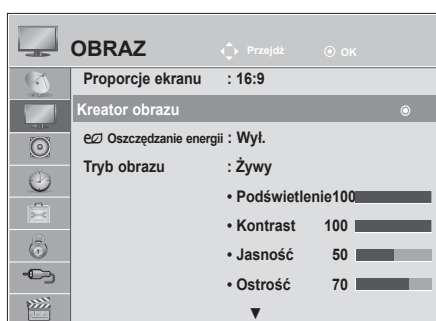 OBRAZ Przejdź OK
Proporcje ekranu : 16:9
Kreator obrazu
Oszczędzanie energii : Wył.
Tryb obrazu : Żywy
• Podświetlenie100
• Kontrast 100
• Jasność 50
• Ostrość 70